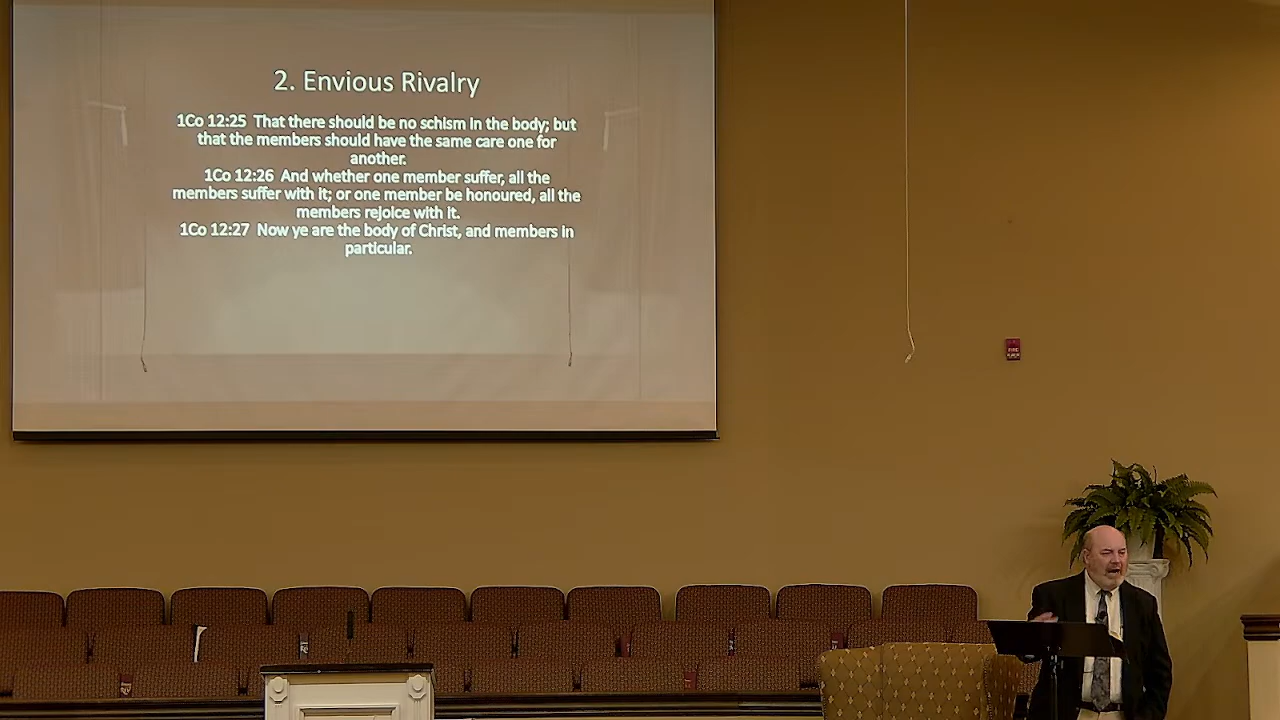 2. Envious Rivalry
1Co 12:25 That there should be no schism in the body; but
that the members should have the same care one for
another.
1Co 12:26 And whether one member suffer, all the
members suffer with it; or one member be honoured, all the
members rejoice with it.
1Co 12:27 Now ye are the body of Christ, and members in
particular.
FIRE